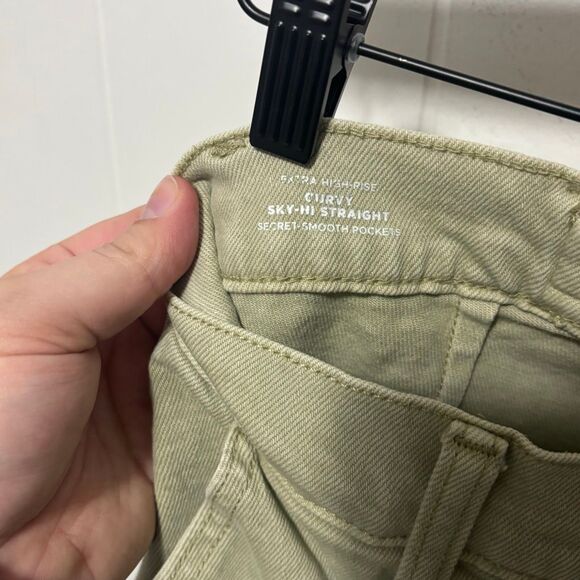 EXTRA HIGH-RISE
CURVY
SKY-HI STRAIGHT
SECRET-SMOOTH POCKETS